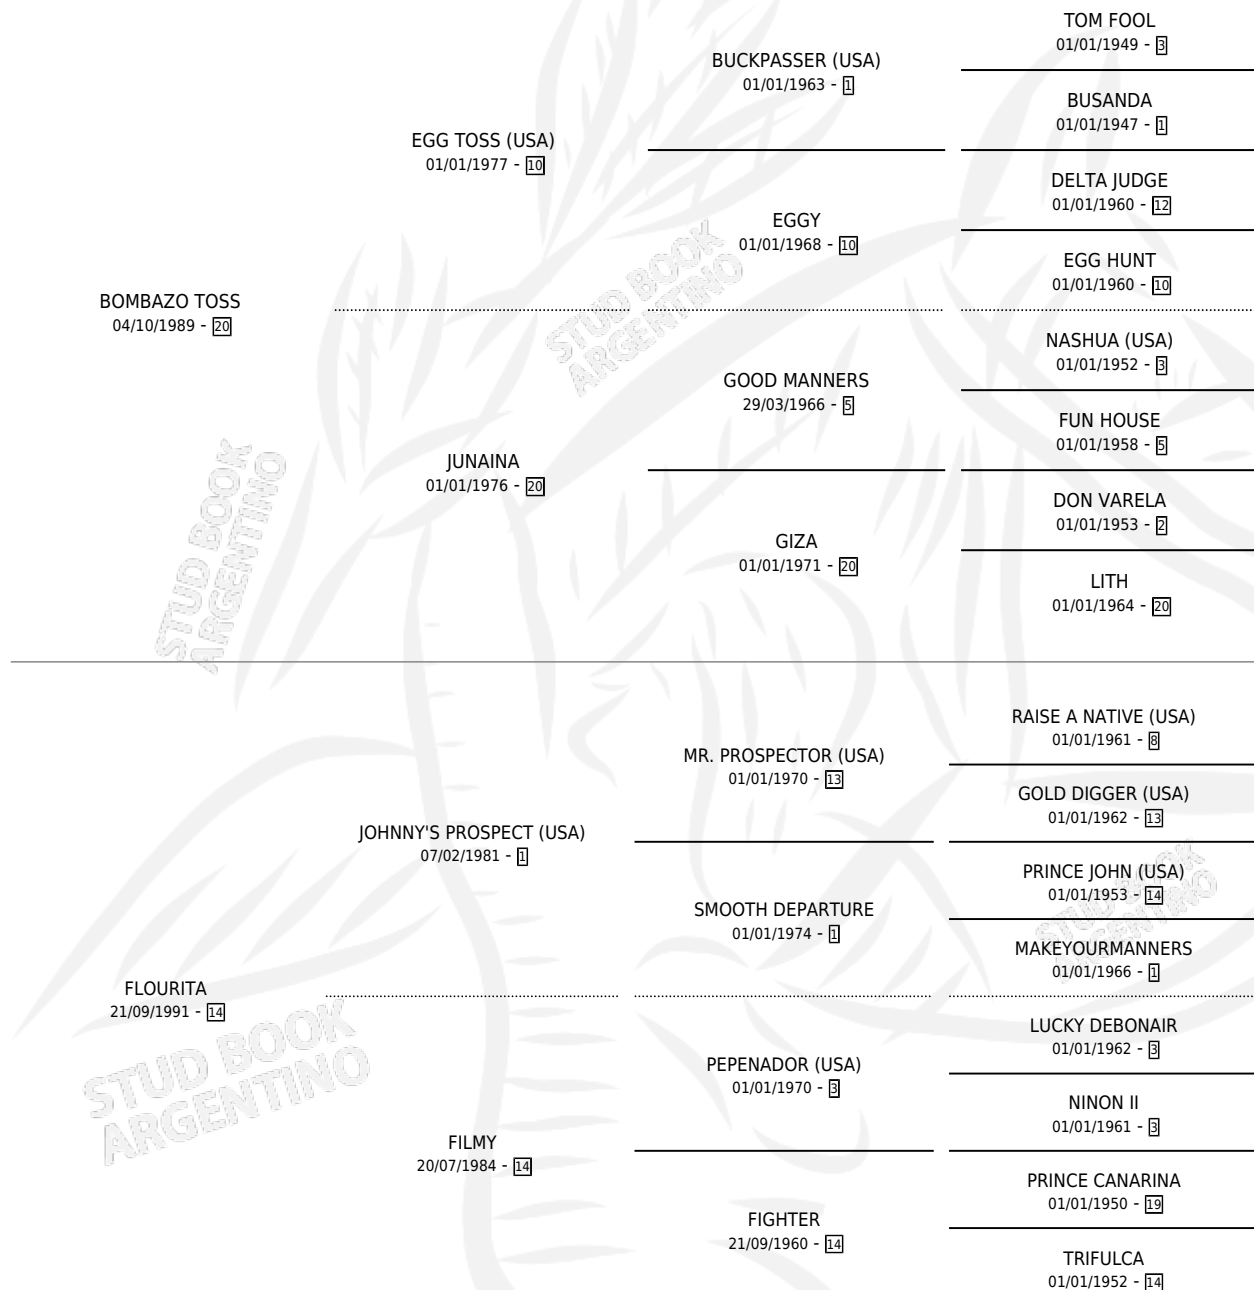 TOM FOOL
01/01/1949 - 3
BUCKPASSER (USA)
01/01/1963 - 1
BUSANDA
01/01/1947 - 1
EGG TOSS (USA)
01/01/1977 - 10
DELTA JUDGE
01/01/1960 - 12
EGGY
01/01/1968 - 10
EGG HUNT
01/01/1960 - 10
BOMBAZO TOSS
04/10/1989 - 20
NASHUA (USA)
01/01/1952 - 3
GOOD MANNERS
29/03/1966 - 5
FUN HOUSE
01/01/1958 - 5
JUNAINA
01/01/1976 - 20
DON VARELA
01/01/1953 - 2
GIZA
01/01/1971 - 20
LITH
01/01/1964 - 20
RAISE A NATIVE (USA)
01/01/1961 - 8
MR. PROSPECTOR (USA)
01/01/1970 - 13
GOLD DIGGER (USA)
01/01/1962 - 13
JOHNNY'S PROSPECT (USA)
07/02/1981 - 1
PRINCE JOHN (USA)
01/01/1953 - 14
SMOOTH DEPARTURE
01/01/1974 - 1
MAKEYOURMANNERS
01/01/1966 - 1
FLOURITA
21/09/1991 - 14
LUCKY DEBONAIR
01/01/1962 - 3
PEPENADOR (USA)
01/01/1970 - 3
NINON II
01/01/1961 - 3
FILMY
20/07/1984 - 14
PRINCE CANARINA
01/01/1950 - 19
FIGHTER
21/09/1960 - 14
TRIFULCA
01/01/1952 - 14
STUD BOOK
ARGENTINO
STUD BOOK
ARGENTINO
STUD BOOK
ARGENTINO
STUD BOOK
ARGENTINO